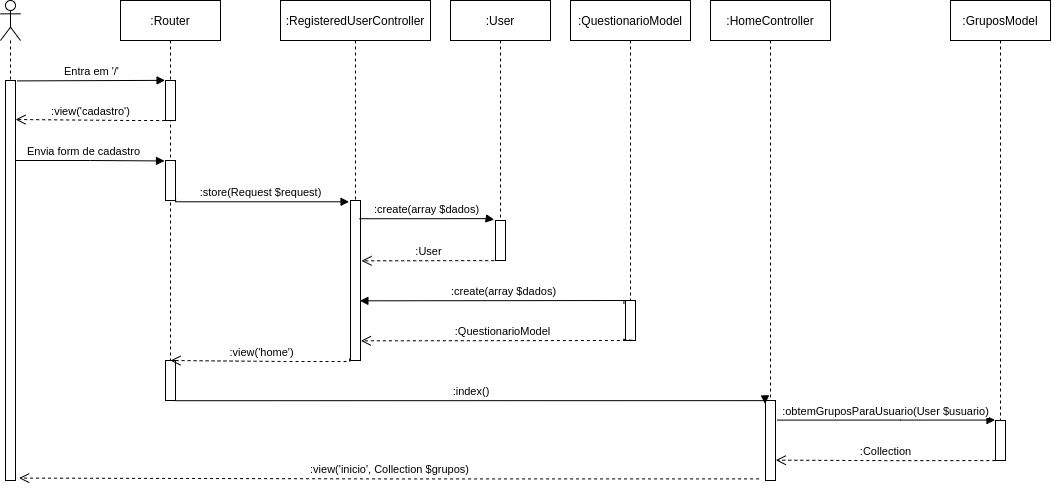 :Router
:RegisteredUserController
:User
:QuestionarioModel
:HomeController
:GruposModel
Entra em '/'
:view('cadastro')
Envia form de cadastro
:store(Request $request)
:create(array $dados)
:User
:create(array $dados)
:QuestionarioModel
:view('home')
:index()
:obtemGruposParaUsuario(User $usuario)
:Collection
:view('inicio', Collection $grupos)